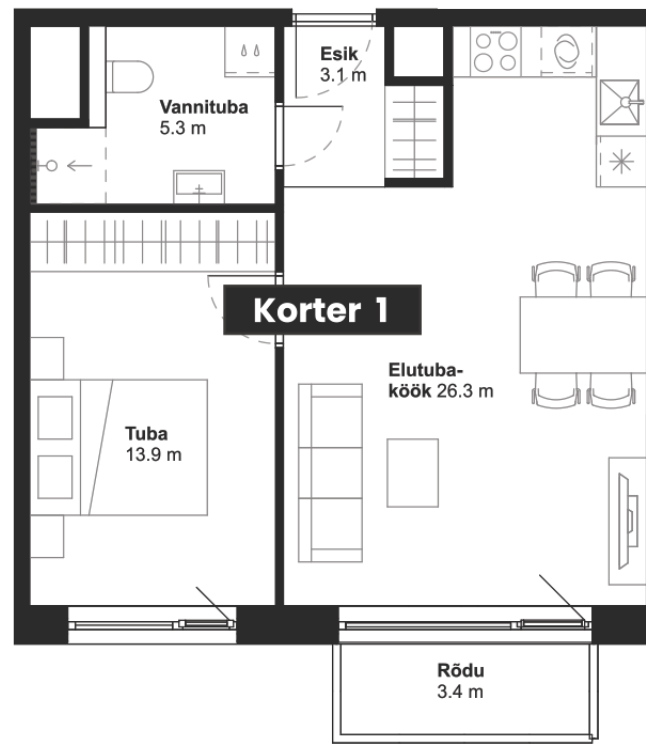 Esik
3.1 m
Vannituba
5.3 m
Korter 1
Elutuba-
köök 26.3 m
Tuba
13.9 m
Rõdu
3.4 m